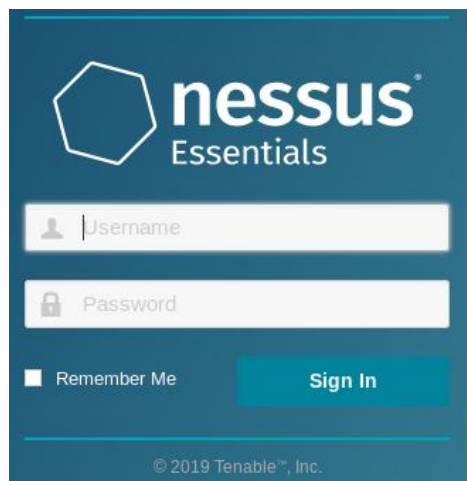 nessus®
Essentials
Username
Password
Remember Me
Sign In
© 2019 Tenable™, Inc.